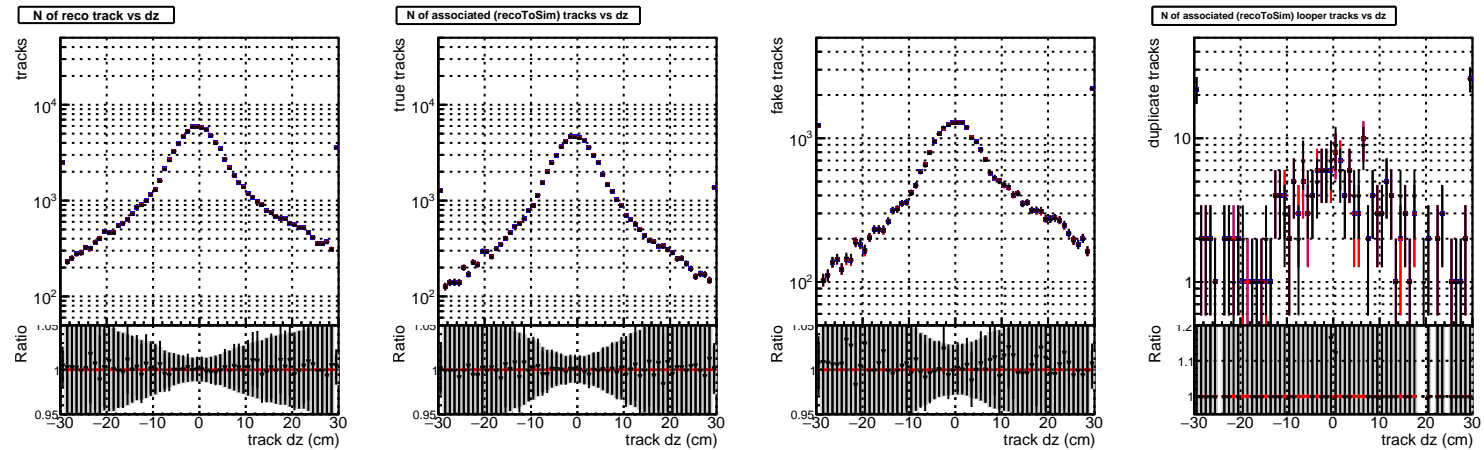 N of reco track vs dz
N of associated (recoToSim) tracks vs dz
N of associated (recoToSim) looper tracks vs dz
tracks
10⁴
10³
10²
Ratio
1.05
1
0.95
−30 −20 −10 0 10 20 30
track dz (cm)
true tracks
10⁴
10³
10²
Ratio
1.05
1
0.95
−30 −20 −10 0 10 20 30
track dz (cm)
fake tracks
10³
10²
Ratio
1.05
1
0.95
−30 −20 −10 0 10 20 30
track dz (cm)
duplicate tracks
10
1
Ratio
1.2
1.1
1
−30 −20 −10 0 10 20 30
track dz (cm)